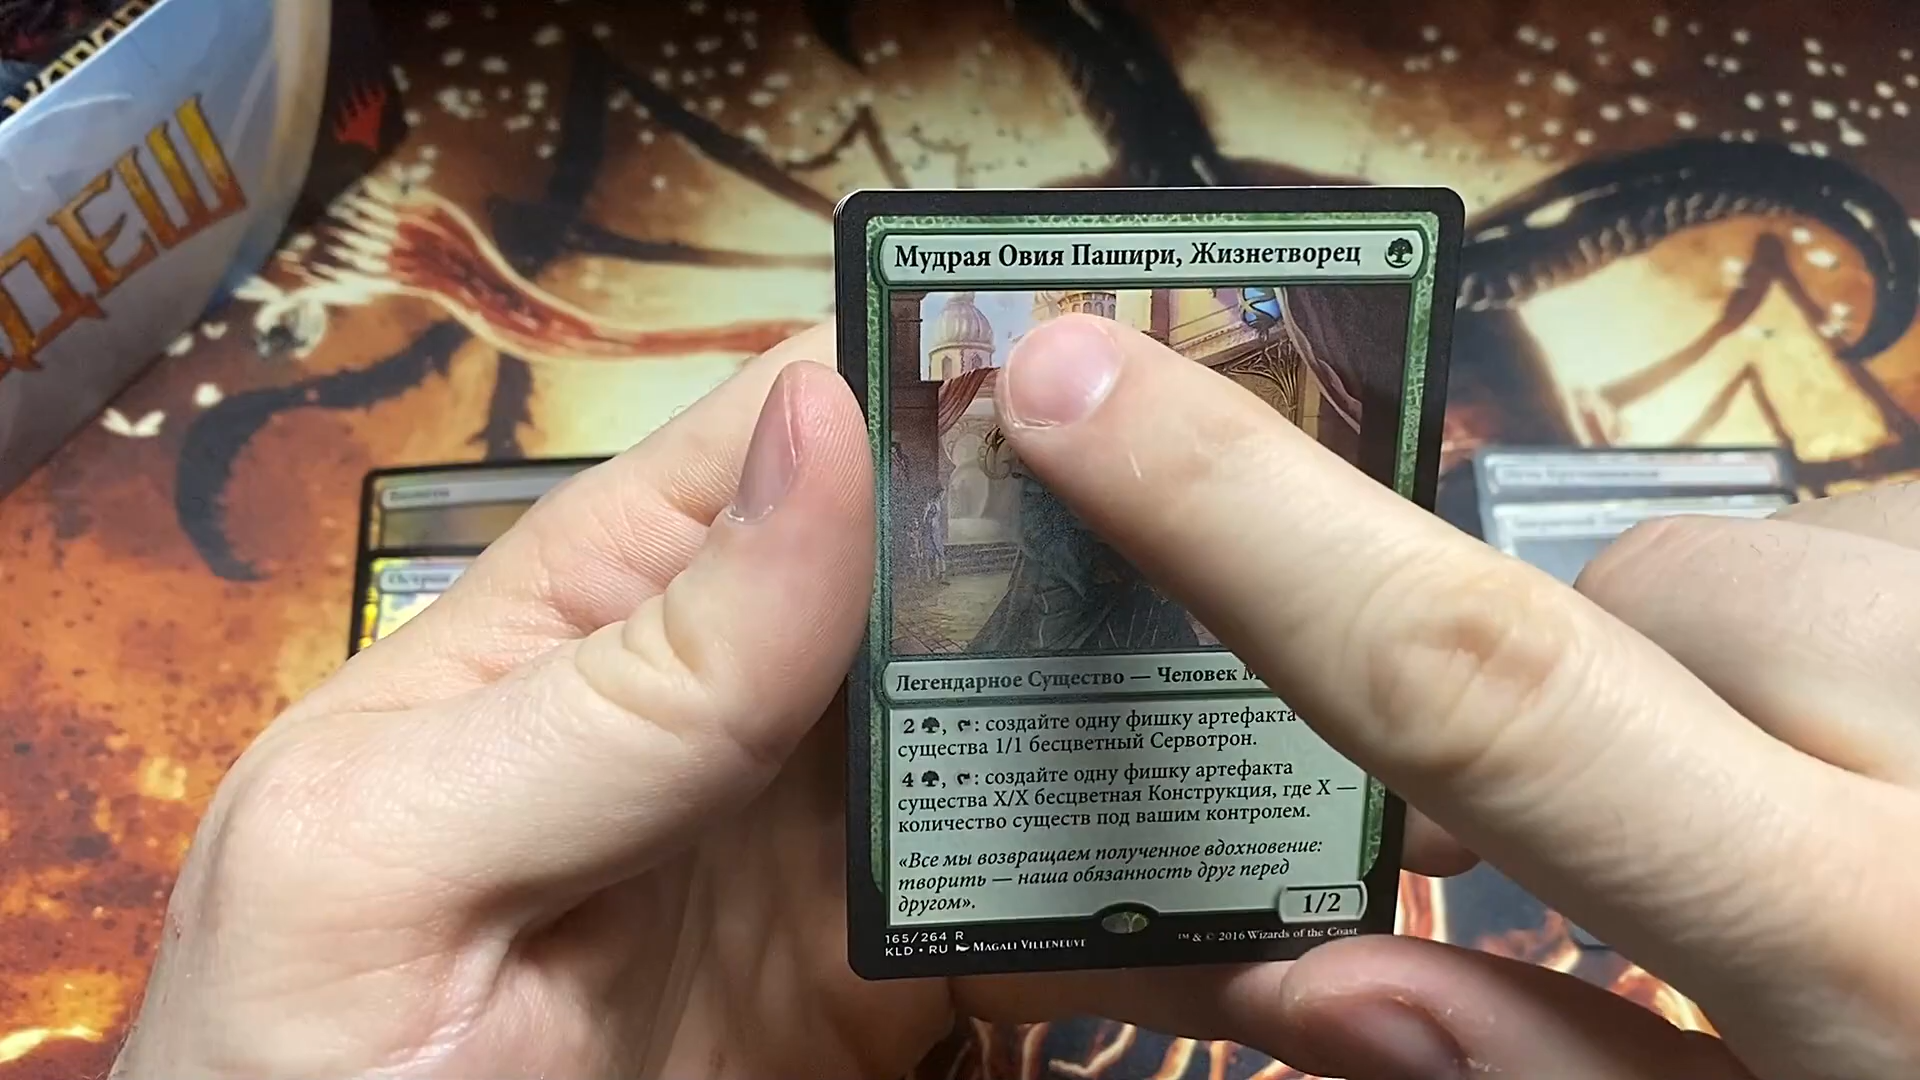 ДЕШ
Мудрая Овия Пашири, Жизнетворец
Легендарное Существо — Человек
2 , : создайте одну фишку артефакта
существа 1/1 бесцветный Сервотрон.
4 , : создайте одну фишку артефакта
существа X/X бесцветная Конструкция, где X —
количество существ под вашим контролем.
«Все мы возвращаем полученное вдохновение:
творить — наша обязанность друг перед
другом».
1/2
165/264 R
KLD • RU MAGALI VILLENEUVE
™ & © 2016 Wizards of the Coast